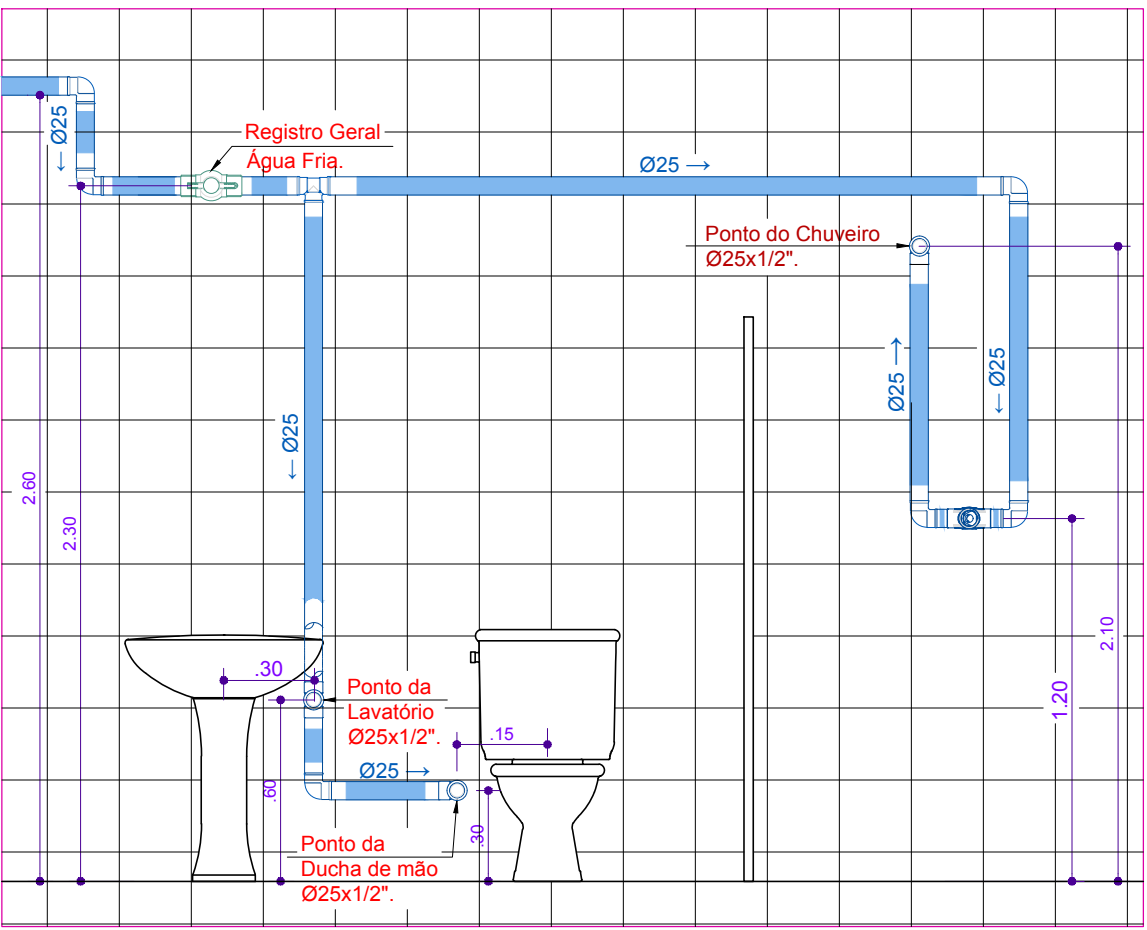 ← Ø25
Registro Geral
Água Fria.
Ø25 →
Ponto do Chuveiro
Ø25x1/2".
Ø25 →
← Ø25
← Ø25
2.60
2.30
2.10
1.20
.30
Ponto da
Lavatório
Ø25x1/2".
.15
Ø25 →
.60
.30
Ponto da
Ducha de mão
Ø25x1/2".